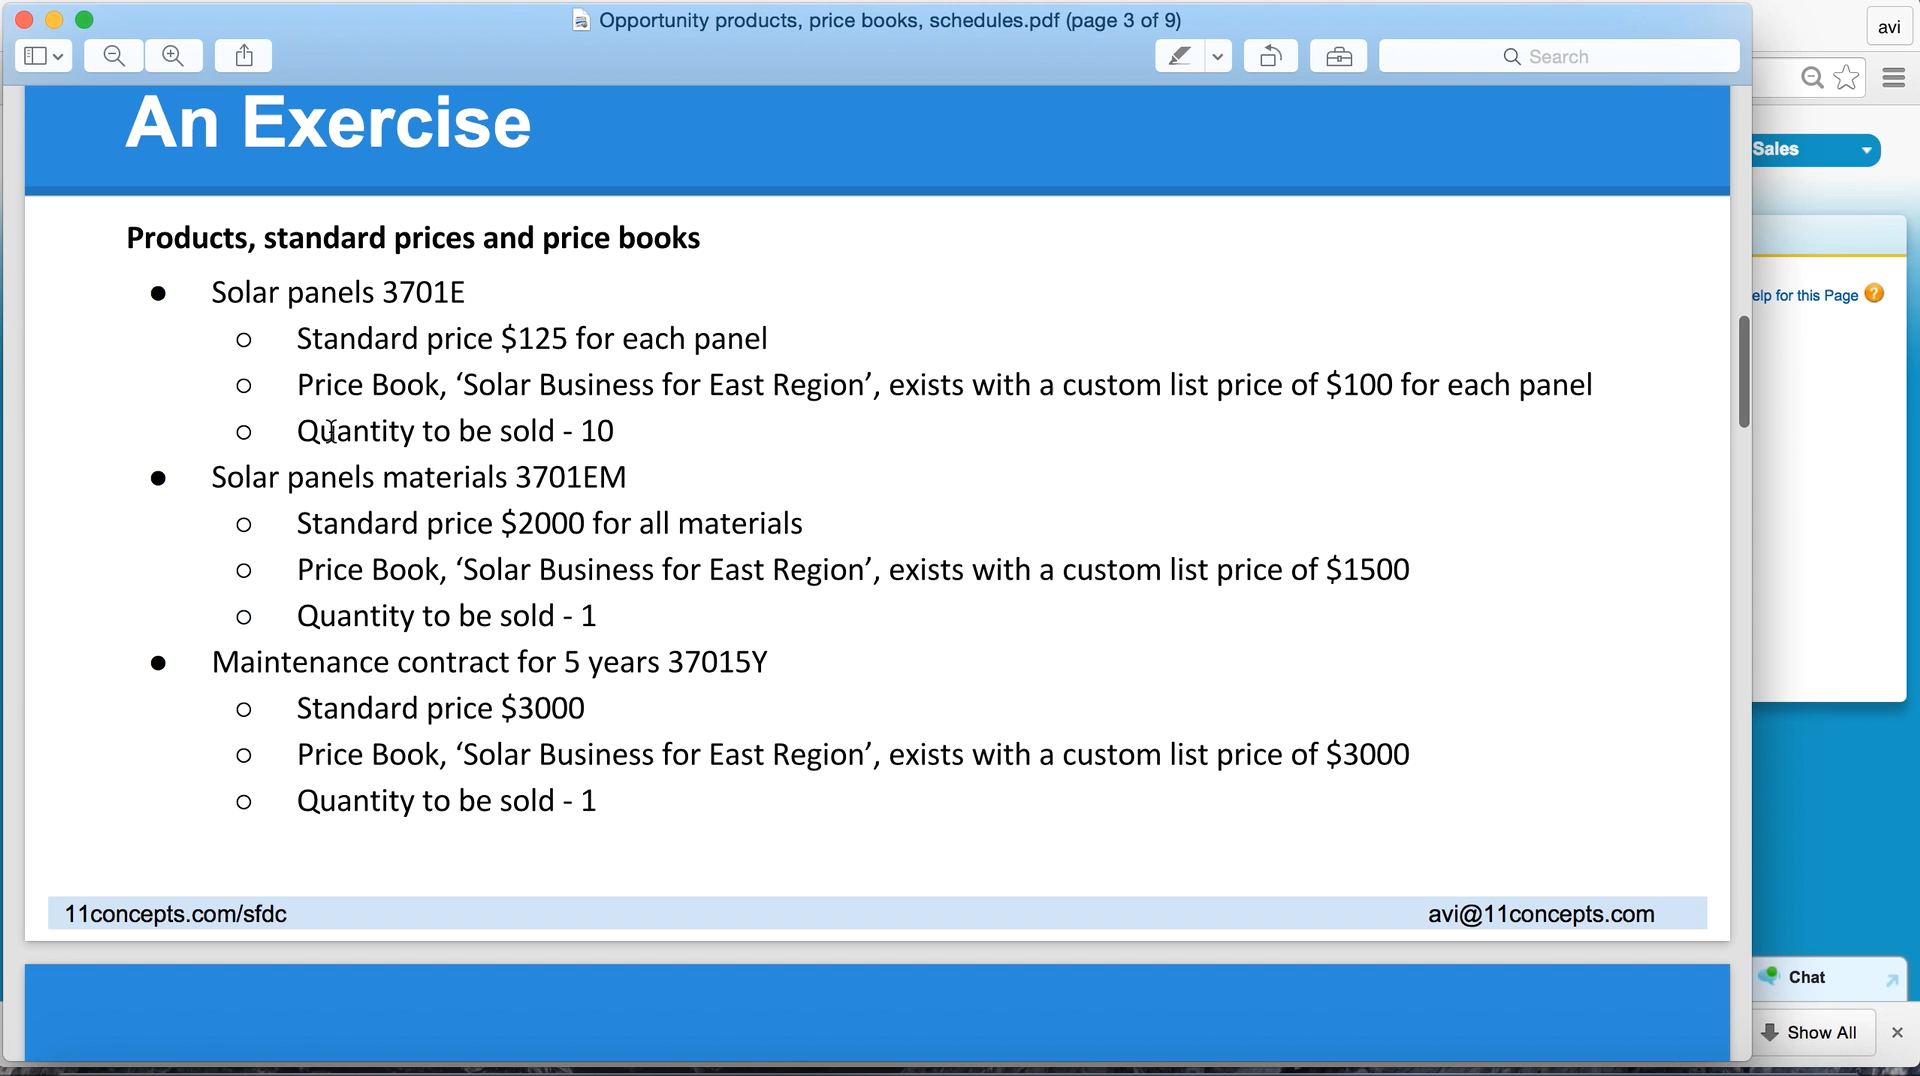 Opportunity products, price books, schedules.pdf (page 3 of 9)
avi
Search
An Exercise
Sales
Products, standard prices and price books
elp for this Page ?
● Solar panels 3701E
○ Standard price $125 for each panel
○ Price Book, ‘Solar Business for East Region’, exists with a custom list price of $100 for each panel
○ Quantity to be sold - 10
● Solar panels materials 3701EM
○ Standard price $2000 for all materials
○ Price Book, ‘Solar Business for East Region’, exists with a custom list price of $1500
○ Quantity to be sold - 1
● Maintenance contract for 5 years 37015Y
○ Standard price $3000
○ Price Book, ‘Solar Business for East Region’, exists with a custom list price of $3000
○ Quantity to be sold - 1
11concepts.com/sfdc
avi@11concepts.com
Chat
Show All